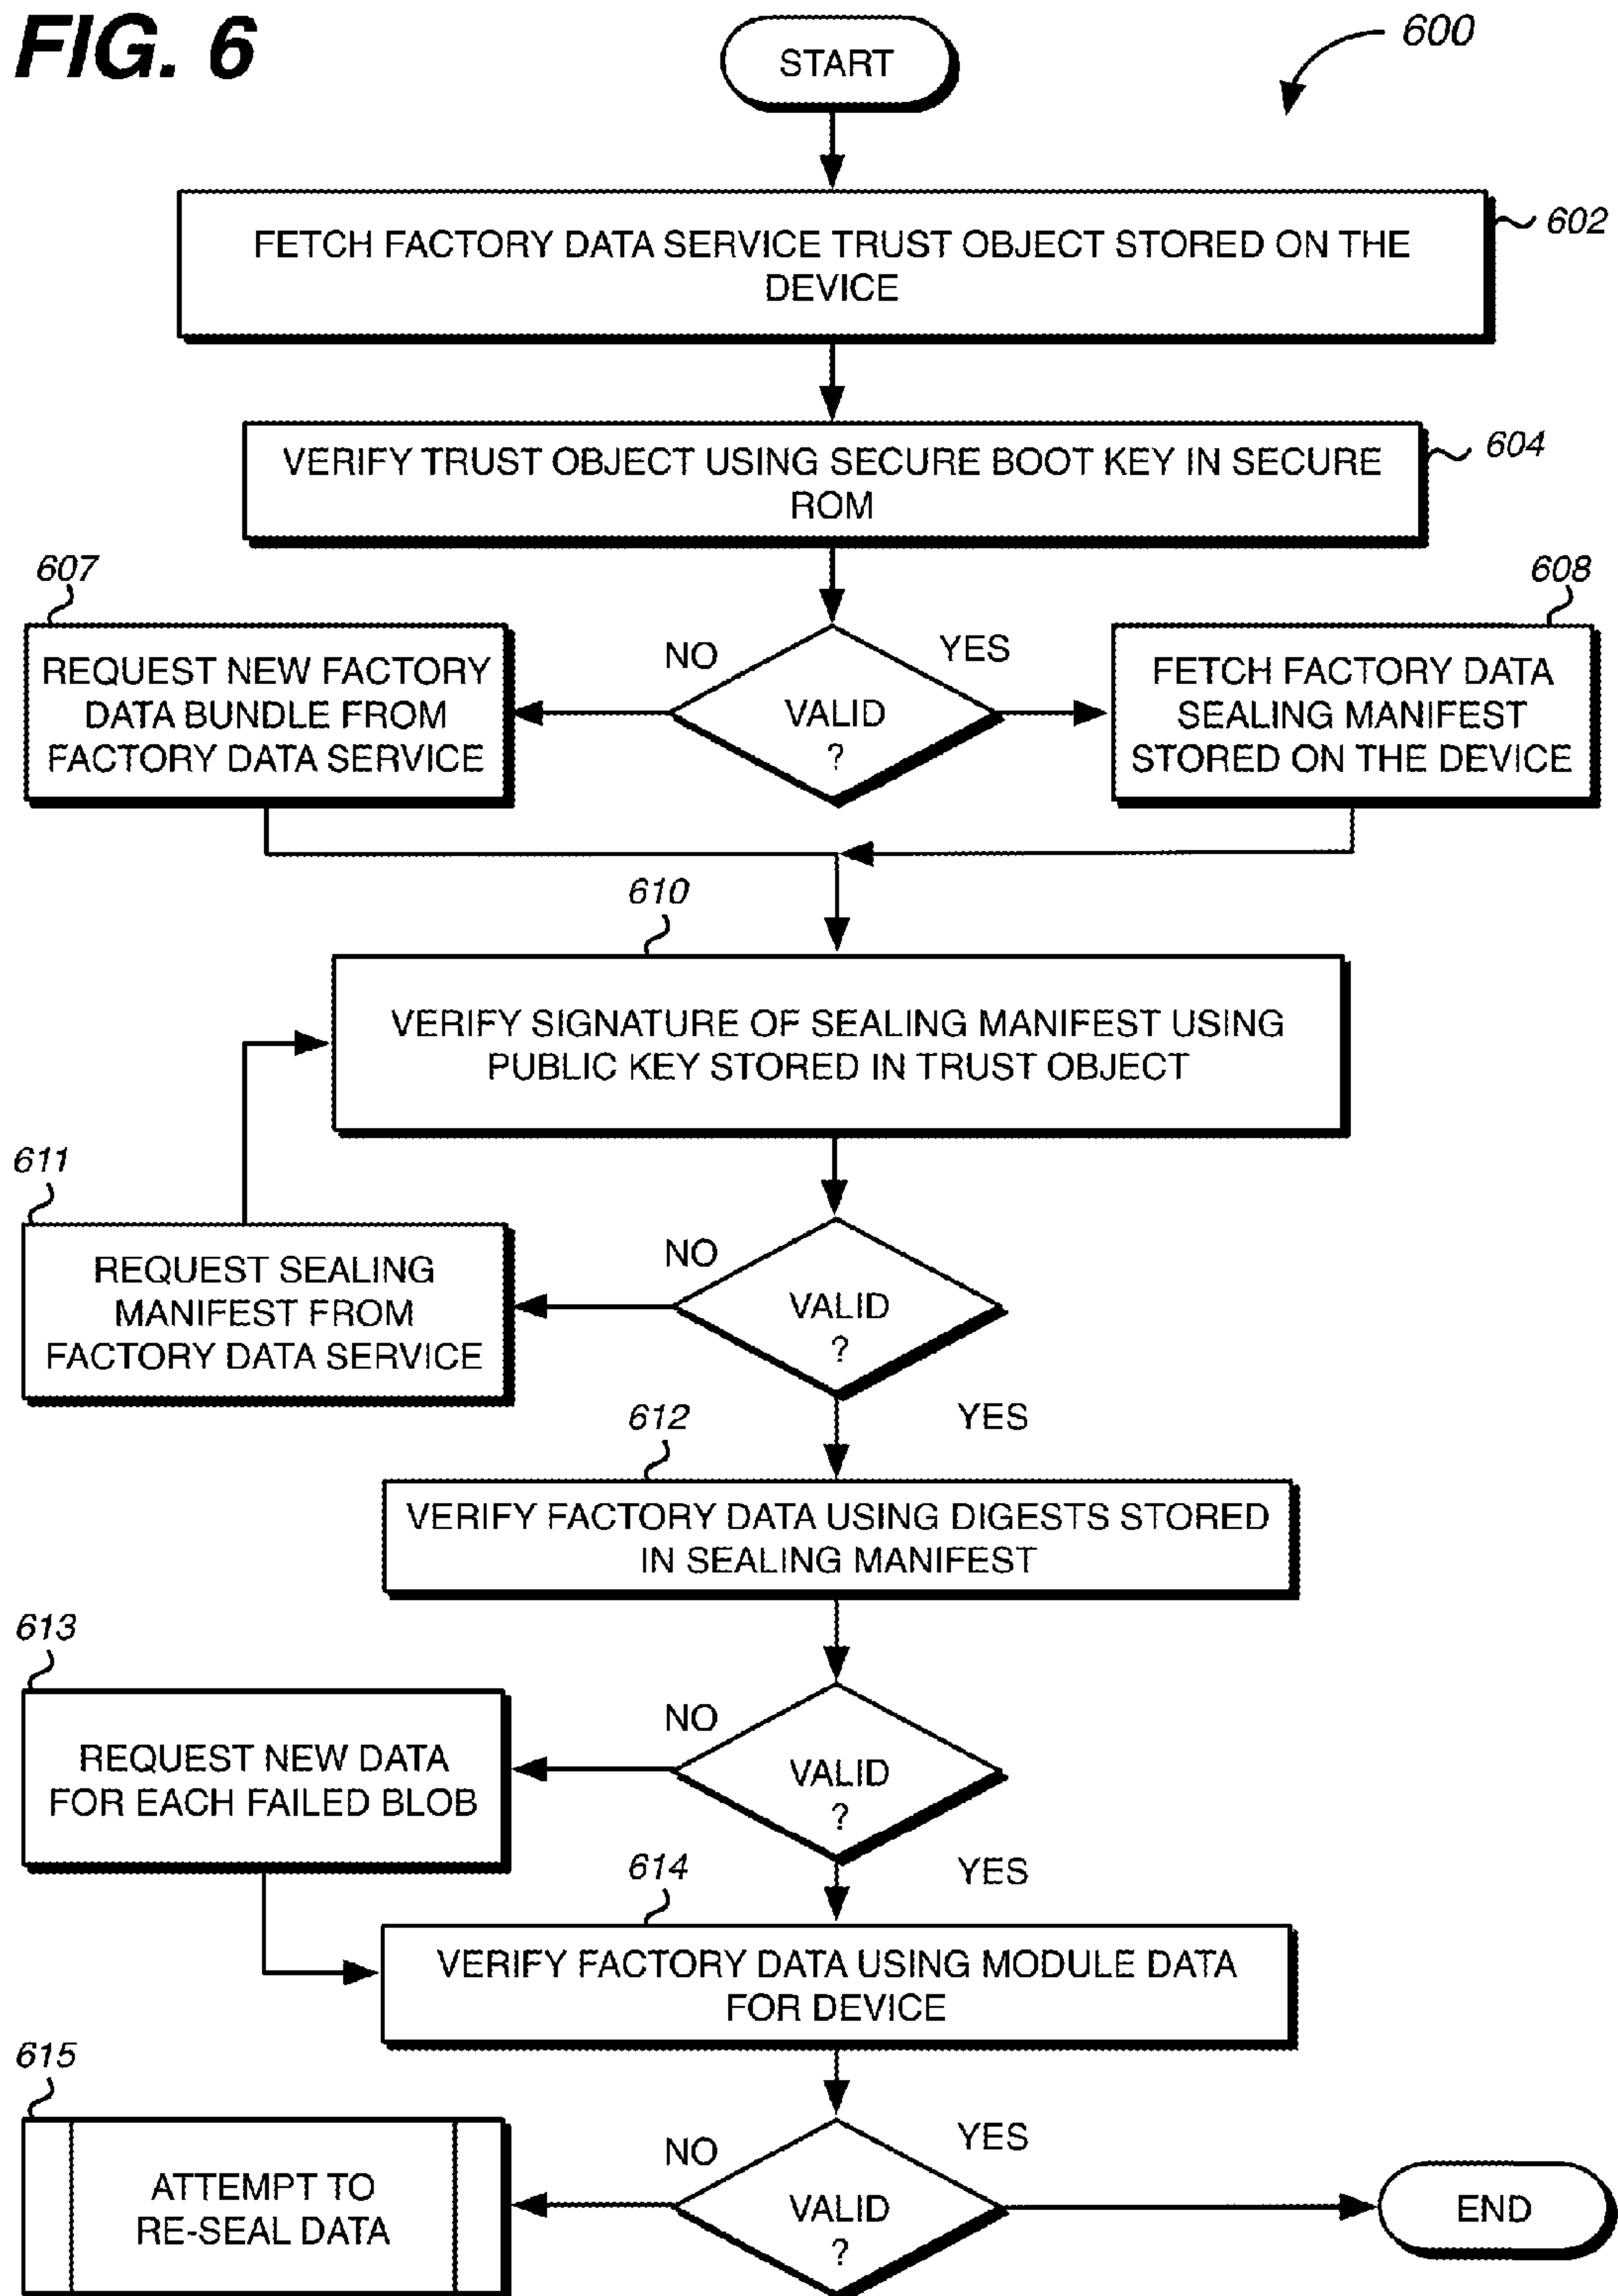 FIG. 6
600
START
602
FETCH FACTORY DATA SERVICE TRUST OBJECT STORED ON THE
DEVICE
604
VERIFY TRUST OBJECT USING SECURE BOOT KEY IN SECURE
ROM
607
608
NO
YES
REQUEST NEW FACTORY
DATA BUNDLE FROM
FACTORY DATA SERVICE
VALID
?
FETCH FACTORY DATA
SEALING MANIFEST
STORED ON THE DEVICE
610
VERIFY SIGNATURE OF SEALING MANIFEST USING
PUBLIC KEY STORED IN TRUST OBJECT
611
NO
REQUEST SEALING
MANIFEST FROM
FACTORY DATA SERVICE
VALID
?
612
YES
VERIFY FACTORY DATA USING DIGESTS STORED
IN SEALING MANIFEST
613
NO
REQUEST NEW DATA
FOR EACH FAILED BLOB
VALID
?
614
YES
VERIFY FACTORY DATA USING MODULE DATA
FOR DEVICE
615
NO
YES
ATTEMPT TO
RE-SEAL DATA
VALID
?
END